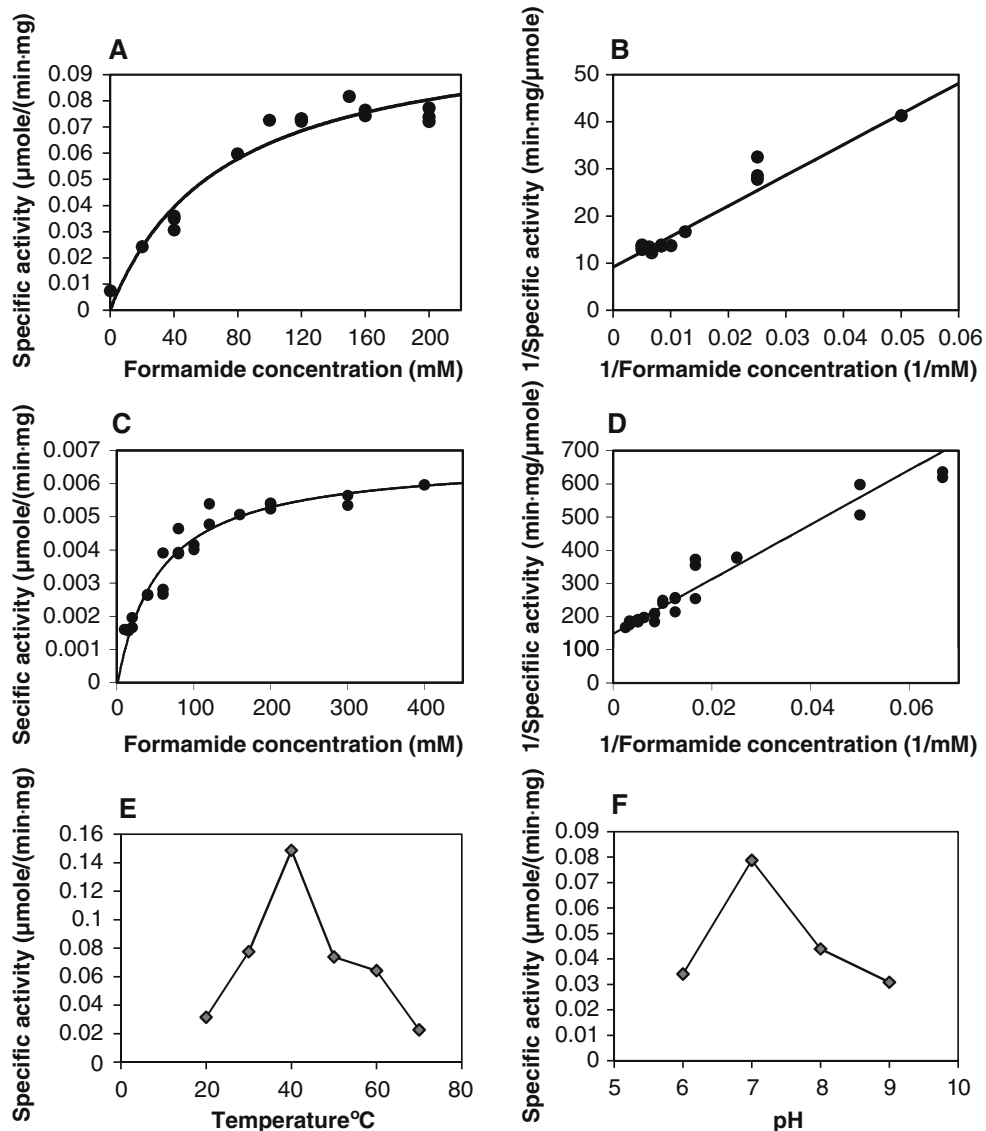 A
Specific activity (µmole/(min·mg)
0.09
0.08
0.07
0.06
0.05
0.04
0.03
0.02
0.01
0
0 40 80 120 160 200
Formamide concentration (mM)
B
1/Specific activity (min·mg/µmole)
50
40
30
20
10
0
0 0.01 0.02 0.03 0.04 0.05 0.06
1/Formamide concentration (1/mM)
C
Secific activity (µmole/(min·mg)
0.007
0.006
0.005
0.004
0.003
0.002
0.001
0
0 100 200 300 400
Formamide concentration (mM)
D
1/Specifiic activity (min·mg/µmole)
700
600
500
400
300
200
100
0
0 0.02 0.04 0.06
1/Formamide concentration (1/mM)
E
Specific activity (µmole/(min·mg)
0.16
0.14
0.12
0.1
0.08
0.06
0.04
0.02
0
0 20 40 60 80
Temperature°C
F
Specific activity (µmole/(min·mg)
0.09
0.08
0.07
0.06
0.05
0.04
0.03
0.02
0.01
0
5 6 7 8 9 10
pH